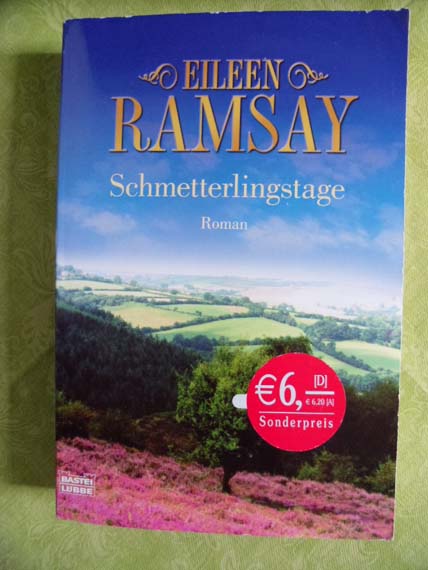 EILEEN
RAMSAY
Schmetterlingstage
Roman
€6,
[D]
€ 6,20 [A]
Sonderpreis
BASTEI
LÜBBE